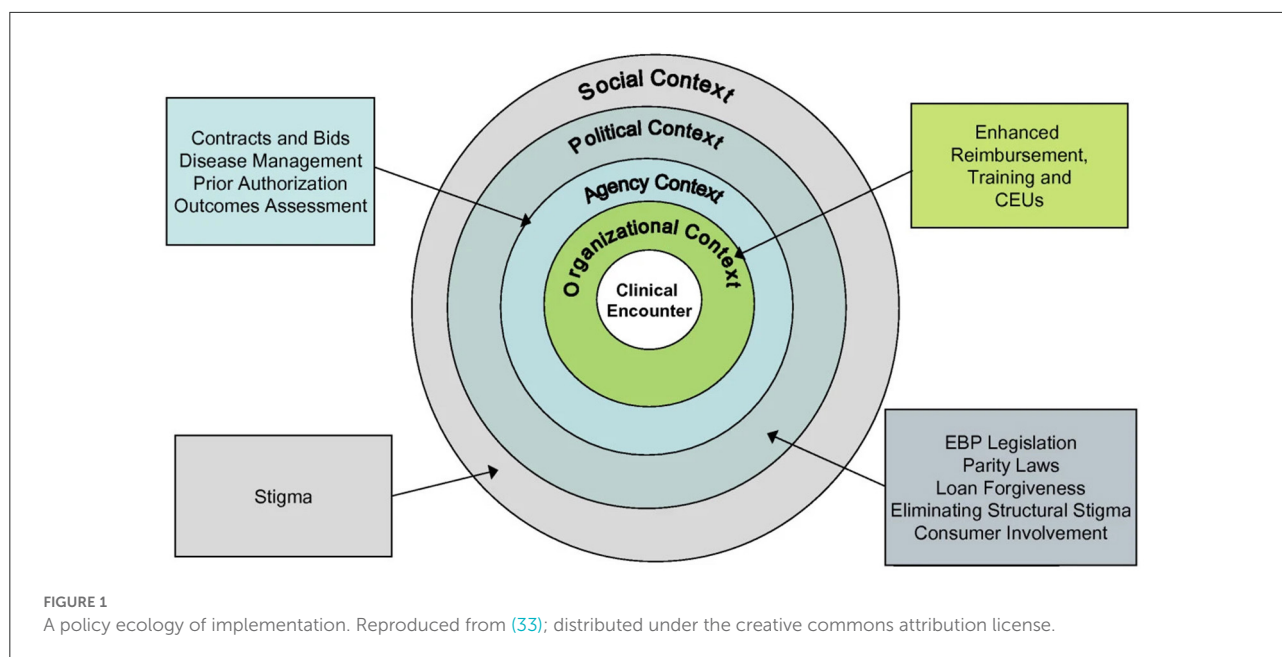 Social Context
Political Context
Agency Context
Organizational Context
Clinical
Encounter
Contracts and Bids
Disease Management
Prior Authorization
Outcomes Assessment
Enhanced
Reimbursement,
Training and
CEUs
Stigma
EBP Legislation
Parity Laws
Loan Forgiveness
Eliminating Structural Stigma
Consumer Involvement
FIGURE 1
A policy ecology of implementation. Reproduced from (33); distributed under the creative commons attribution license.